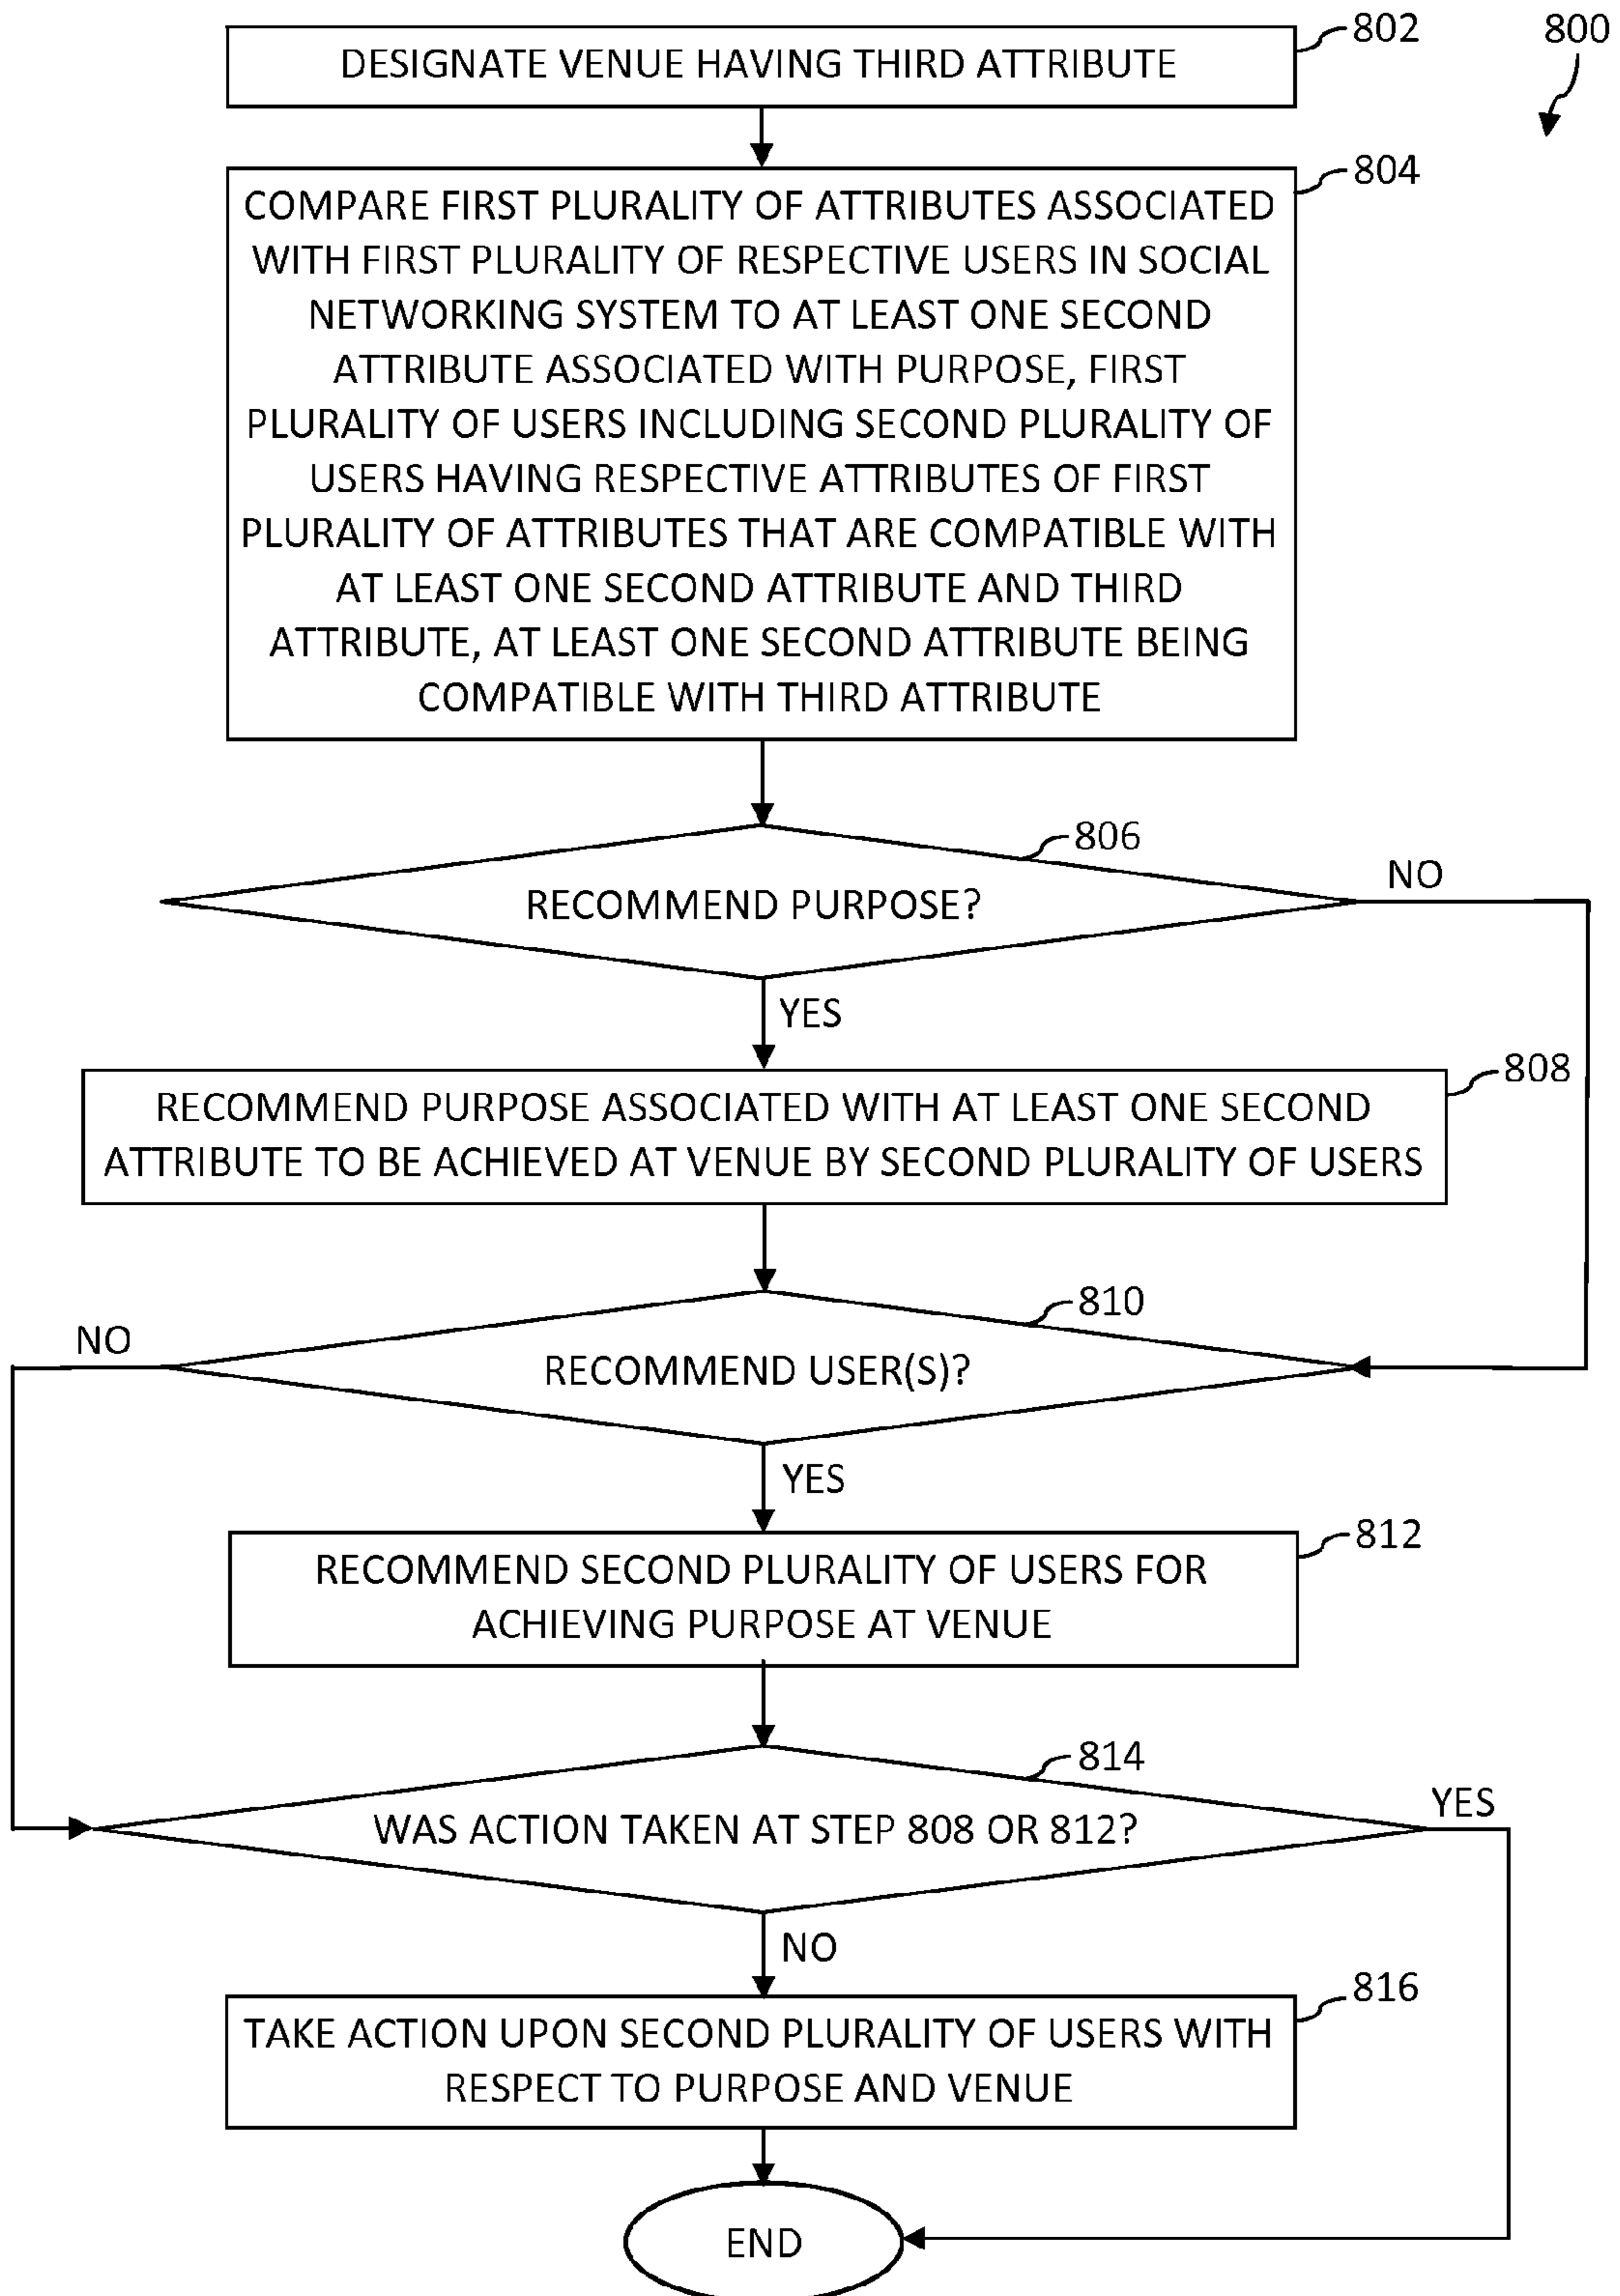 802
800
DESIGNATE VENUE HAVING THIRD ATTRIBUTE
804
COMPARE FIRST PLURALITY OF ATTRIBUTES ASSOCIATED
WITH FIRST PLURALITY OF RESPECTIVE USERS IN SOCIAL
NETWORKING SYSTEM TO AT LEAST ONE SECOND
ATTRIBUTE ASSOCIATED WITH PURPOSE, FIRST
PLURALITY OF USERS INCLUDING SECOND PLURALITY OF
USERS HAVING RESPECTIVE ATTRIBUTES OF FIRST
PLURALITY OF ATTRIBUTES THAT ARE COMPATIBLE WITH
AT LEAST ONE SECOND ATTRIBUTE AND THIRD
ATTRIBUTE, AT LEAST ONE SECOND ATTRIBUTE BEING
COMPATIBLE WITH THIRD ATTRIBUTE
806
NO
RECOMMEND PURPOSE?
YES
808
RECOMMEND PURPOSE ASSOCIATED WITH AT LEAST ONE SECOND
ATTRIBUTE TO BE ACHIEVED AT VENUE BY SECOND PLURALITY OF USERS
810
NO
RECOMMEND USER(S)?
YES
812
RECOMMEND SECOND PLURALITY OF USERS FOR
ACHIEVING PURPOSE AT VENUE
814
YES
WAS ACTION TAKEN AT STEP 808 OR 812?
NO
816
TAKE ACTION UPON SECOND PLURALITY OF USERS WITH
RESPECT TO PURPOSE AND VENUE
END